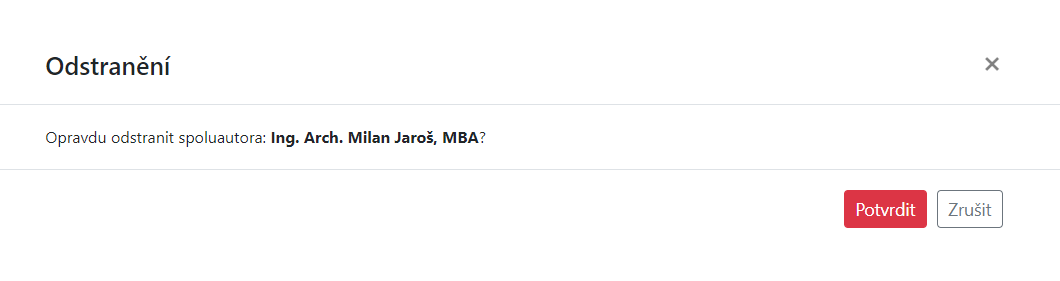 Odstranění
Opravdu odstranit spoluautora: Ing. Arch. Milan Jaroš, MBA?
Potvrdit Zrušit